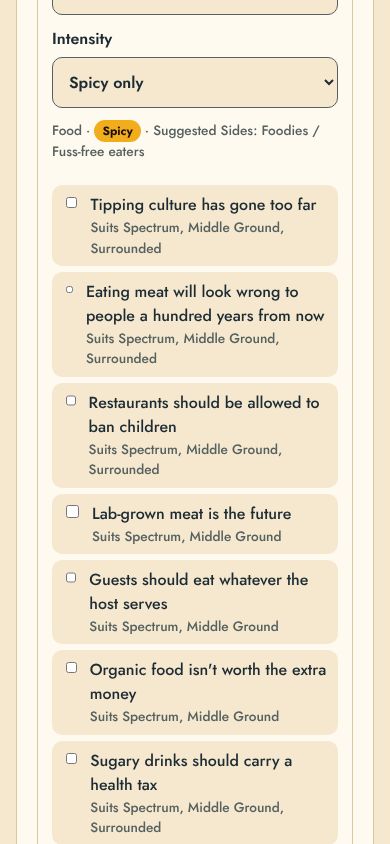 Intensity
Spicy only
Food · Spicy · Suggested Sides: Foodies /
Fuss-free eaters
Tipping culture has gone too far
Suits Spectrum, Middle Ground,
Surrounded
Eating meat will look wrong to
people a hundred years from now
Suits Spectrum, Middle Ground,
Surrounded
Restaurants should be allowed to
ban children
Suits Spectrum, Middle Ground,
Surrounded
Lab-grown meat is the future
Suits Spectrum, Middle Ground
Guests should eat whatever the
host serves
Suits Spectrum, Middle Ground
Organic food isn't worth the extra
money
Suits Spectrum, Middle Ground
Sugary drinks should carry a
health tax
Suits Spectrum, Middle Ground,
Surrounded